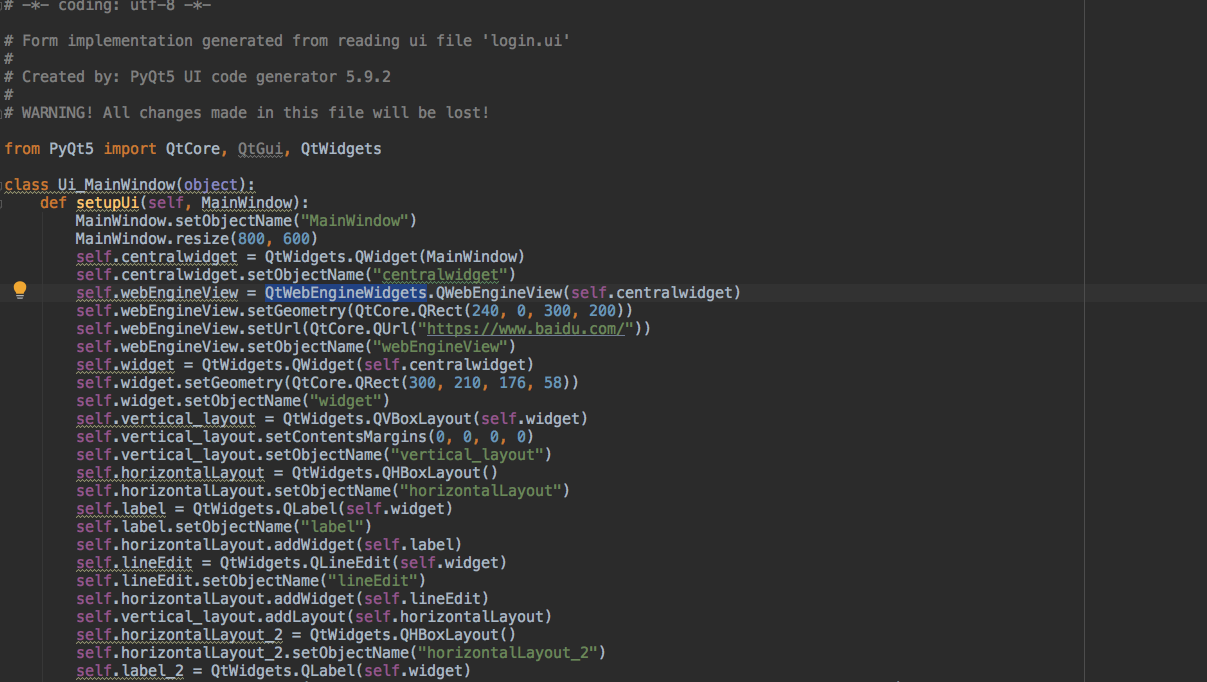 # -*- coding: utf-8 -*-
# Form implementation generated from reading ui file 'login.ui'
#
# Created by: PyQt5 UI code generator 5.9.2
#
# WARNING! All changes made in this file will be lost!
from PyQt5 import QtCore, QtGui, QtWidgets
class Ui_MainWindow(object):
def setupUi(self, MainWindow):
MainWindow.setObjectName("MainWindow")
MainWindow.resize(800, 600)
self.centralwidget = QtWidgets.QWidget(MainWindow)
self.centralwidget.setObjectName("centralwidget")
self.webEngineView = QtWebEngineWidgets.QWebEngineView(self.centralwidget)
self.webEngineView.setGeometry(QtCore.QRect(240, 0, 300, 200))
self.webEngineView.setUrl(QtCore.QUrl("https://www.baidu.com/"))
self.webEngineView.setObjectName("webEngineView")
self.widget = QtWidgets.QWidget(self.centralwidget)
self.widget.setGeometry(QtCore.QRect(300, 210, 176, 58))
self.widget.setObjectName("widget")
self.vertical_layout = QtWidgets.QVBoxLayout(self.widget)
self.vertical_layout.setContentsMargins(0, 0, 0, 0)
self.vertical_layout.setObjectName("vertical_layout")
self.horizontalLayout = QtWidgets.QHBoxLayout()
self.horizontalLayout.setObjectName("horizontalLayout")
self.label = QtWidgets.QLabel(self.widget)
self.label.setObjectName("label")
self.horizontalLayout.addWidget(self.label)
self.lineEdit = QtWidgets.QLineEdit(self.widget)
self.lineEdit.setObjectName("lineEdit")
self.horizontalLayout.addWidget(self.lineEdit)
self.vertical_layout.addLayout(self.horizontalLayout)
self.horizontalLayout_2 = QtWidgets.QHBoxLayout()
self.horizontalLayout_2.setObjectName("horizontalLayout_2")
self.label_2 = QtWidgets.QLabel(self.widget)